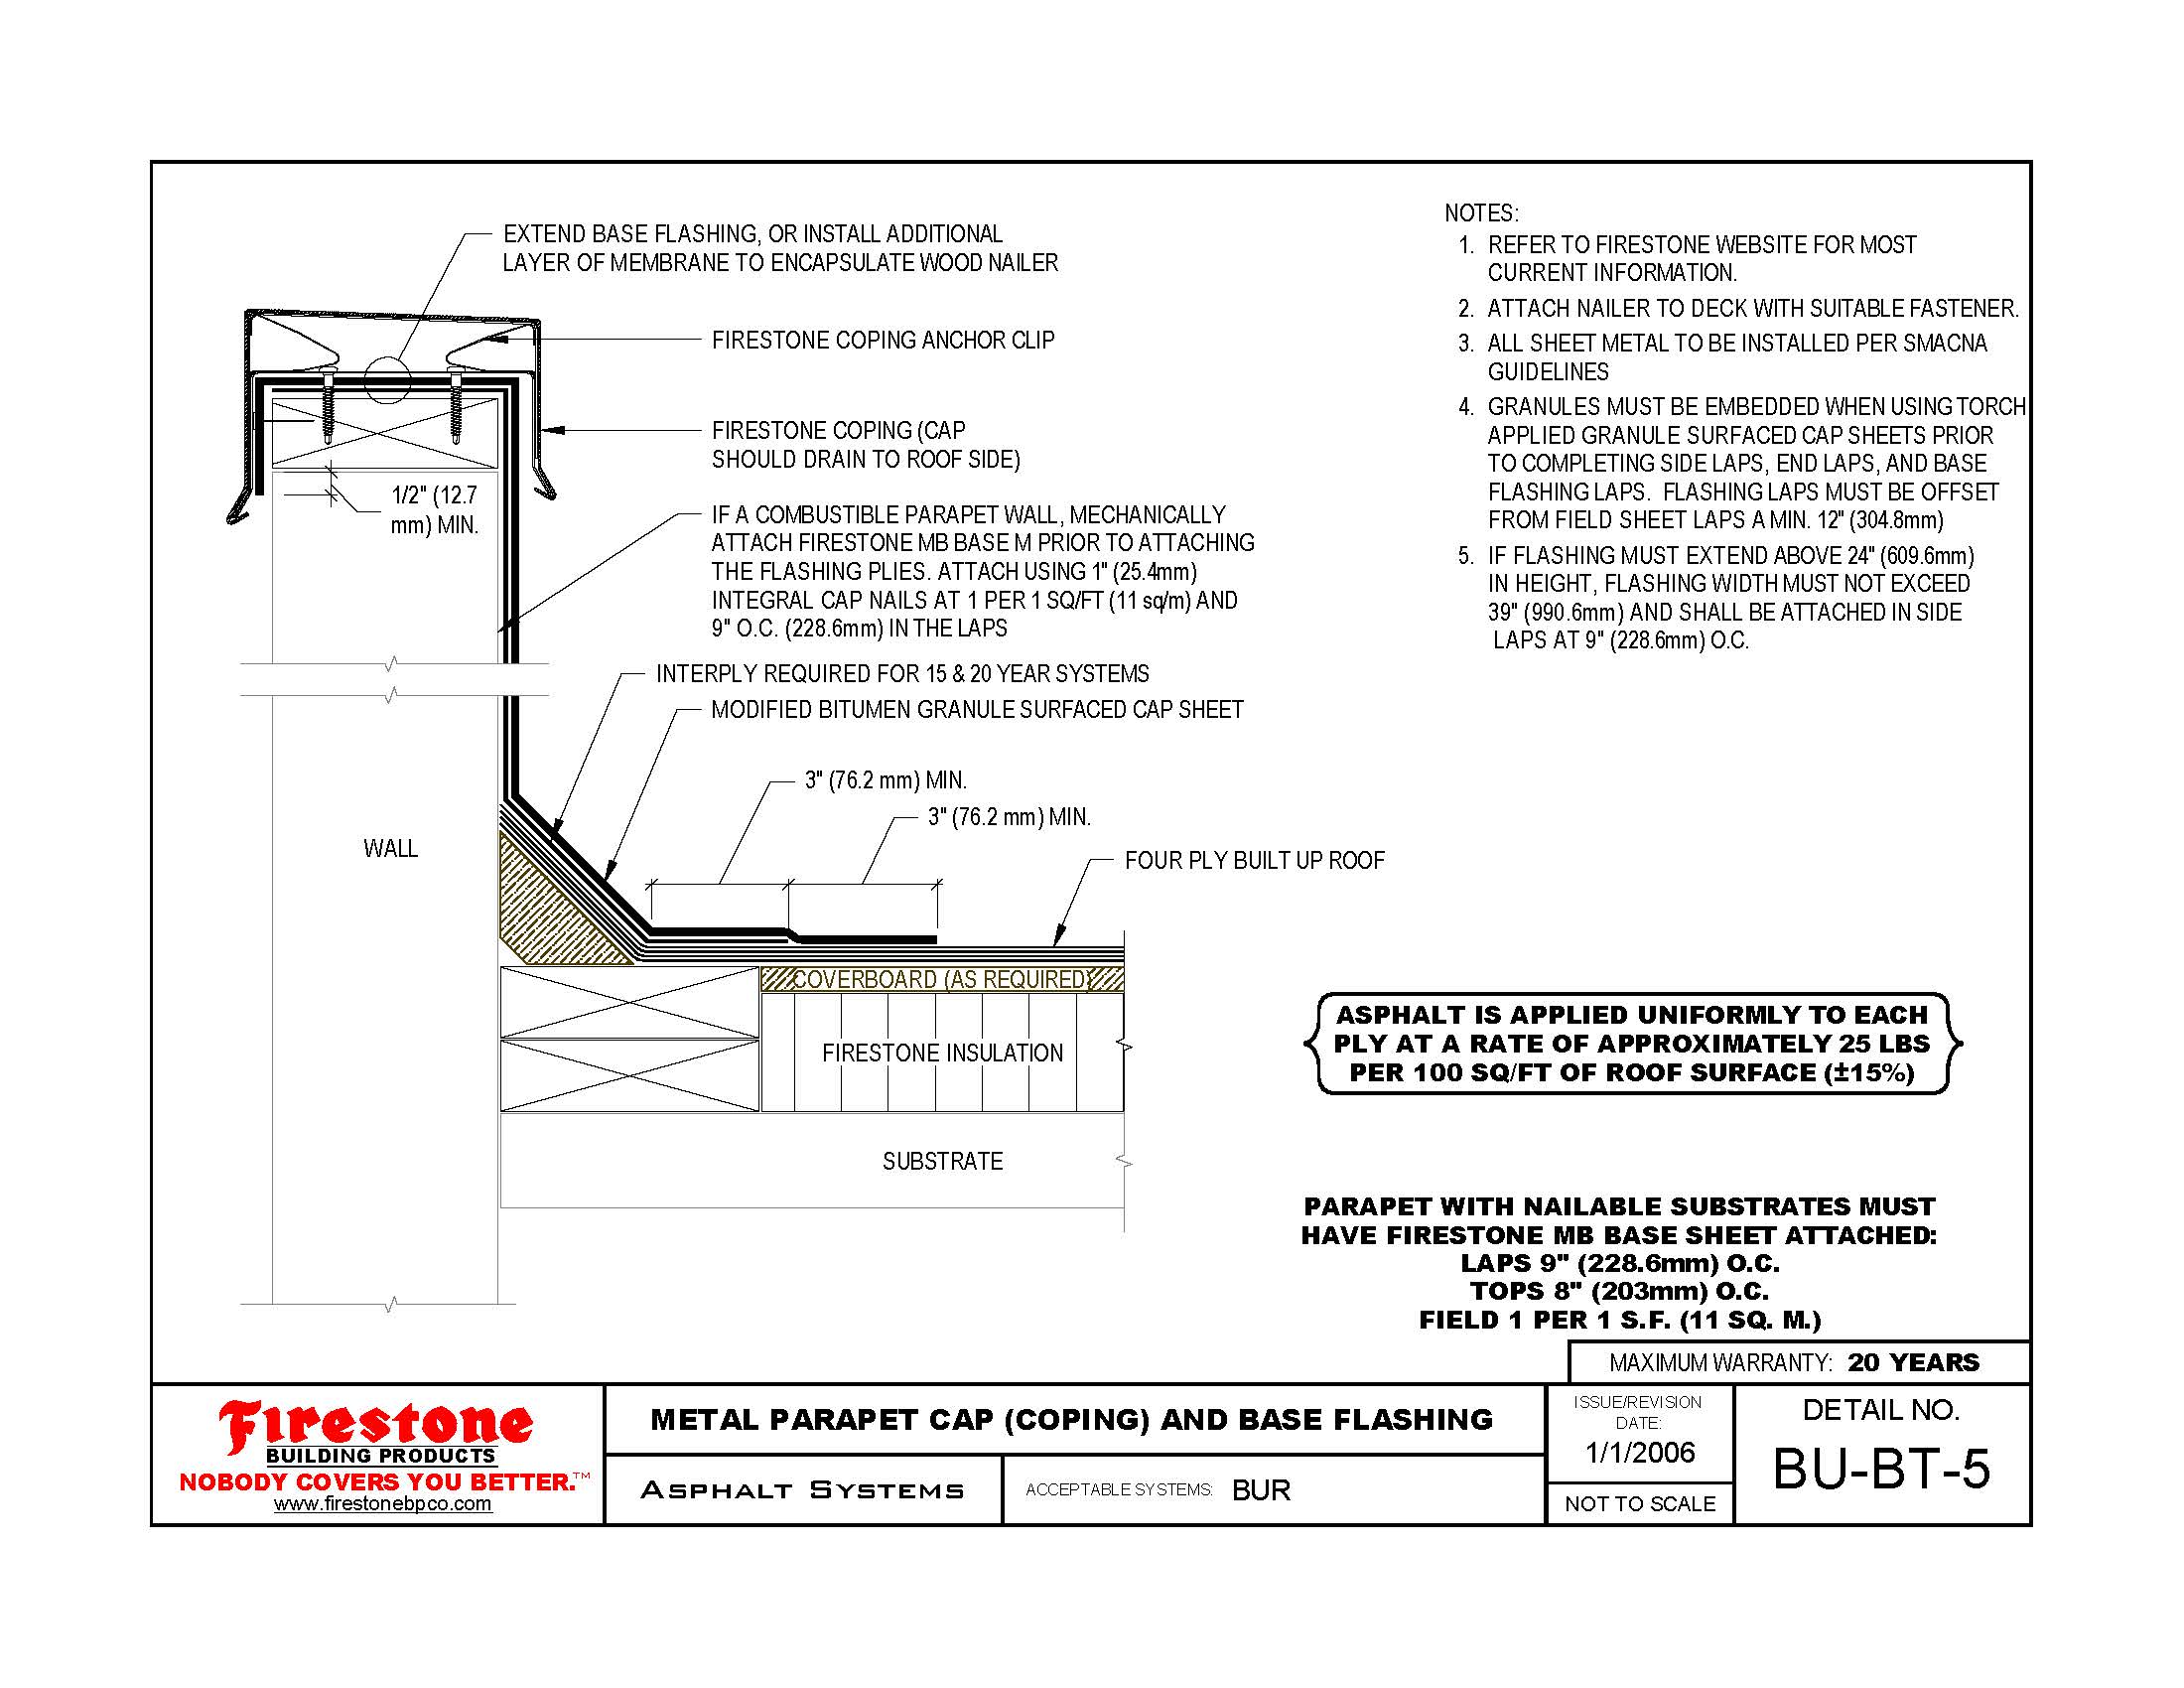 EXTEND BASE FLASHING, OR INSTALL ADDITIONAL
LAYER OF MEMBRANE TO ENCAPSULATE WOOD NAILER
FIRESTONE COPING ANCHOR CLIP
FIRESTONE COPING (CAP
SHOULD DRAIN TO ROOF SIDE)
1/2" (12.7
mm) MIN.
IF A COMBUSTIBLE PARAPET WALL, MECHANICALLY
ATTACH FIRESTONE MB BASE M PRIOR TO ATTACHING
THE FLASHING PLIES. ATTACH USING 1" (25.4mm)
INTEGRAL CAP NAILS AT 1 PER 1 SQ/FT (11 sq/m) AND
9" O.C. (228.6mm) IN THE LAPS
INTERPLY REQUIRED FOR 15 & 20 YEAR SYSTEMS
MODIFIED BITUMEN GRANULE SURFACED CAP SHEET
3" (76.2 mm) MIN.
3" (76.2 mm) MIN.
WALL
FOUR PLY BUILT UP ROOF
COVERBOARD (AS REQUIRED)
FIRESTONE INSULATION
SUBSTRATE
NOTES:
1. REFER TO FIRESTONE WEBSITE FOR MOST
CURRENT INFORMATION.
2. ATTACH NAILER TO DECK WITH SUITABLE FASTENER.
3. ALL SHEET METAL TO BE INSTALLED PER SMACNA
GUIDELINES
4. GRANULES MUST BE EMBEDDED WHEN USING TORCH
APPLIED GRANULE SURFACED CAP SHEETS PRIOR
TO COMPLETING SIDE LAPS, END LAPS, AND BASE
FLASHING LAPS. FLASHING LAPS MUST BE OFFSET
FROM FIELD SHEET LAPS A MIN. 12" (304.8mm)
5. IF FLASHING MUST EXTEND ABOVE 24" (609.6mm)
IN HEIGHT, FLASHING WIDTH MUST NOT EXCEED
39" (990.6mm) AND SHALL BE ATTACHED IN SIDE
LAPS AT 9" (228.6mm) O.C.
ASPHALT IS APPLIED UNIFORMLY TO EACH
PLY AT A RATE OF APPROXIMATELY 25 LBS
PER 100 SQ/FT OF ROOF SURFACE (±15%)
PARAPET WITH NAILABLE SUBSTRATES MUST
HAVE FIRESTONE MB BASE SHEET ATTACHED:
LAPS 9" (228.6mm) O.C.
TOPS 8" (203mm) O.C.
FIELD 1 PER 1 S.F. (11 SQ. M.)
MAXIMUM WARRANTY: 20 YEARS
Firestone
BUILDING PRODUCTS
NOBODY COVERS YOU BETTER.™
www.firestonebpco.com
METAL PARAPET CAP (COPING) AND BASE FLASHING
ASPHALT SYSTEMS
ACCEPTABLE SYSTEMS: BUR
ISSUE/REVISION
DATE:
1/1/2006
NOT TO SCALE
DETAIL NO.
BU-BT-5